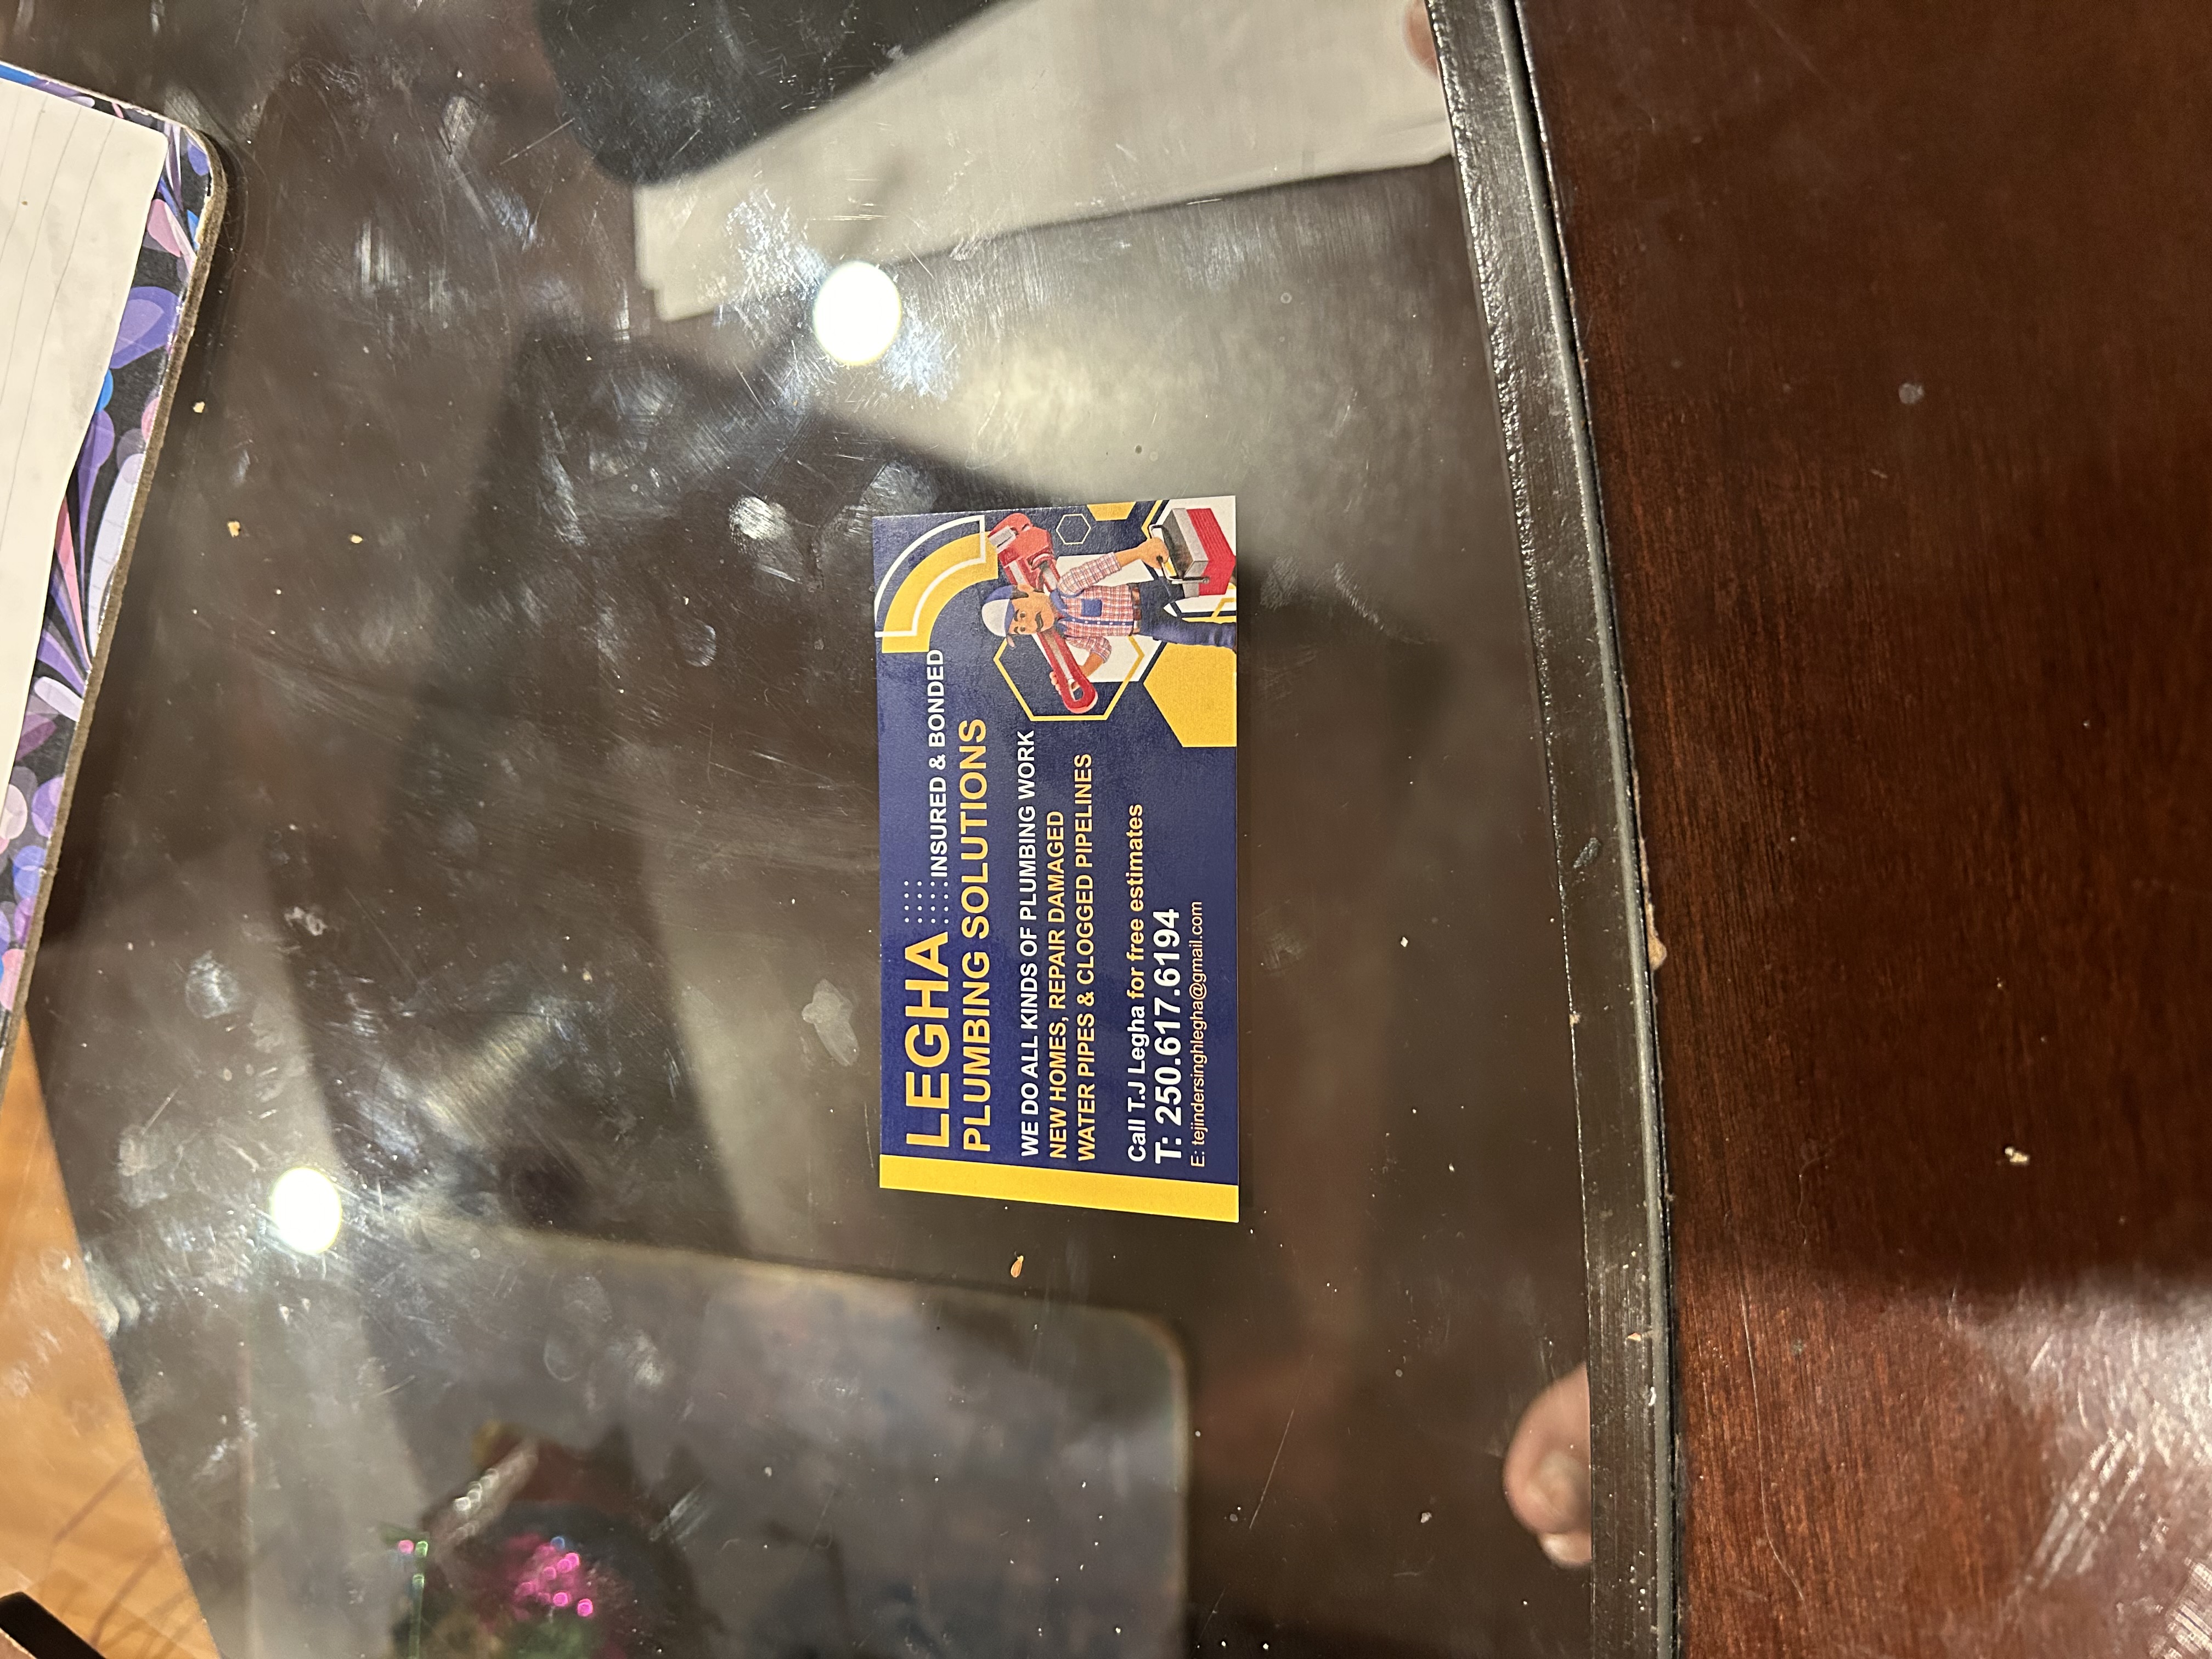 LEGHA INSURED & BONDED
PLUMBING SOLUTIONS
WE DO ALL KINDS OF PLUMBING WORK
NEW HOMES, REPAIR DAMAGED
WATER PIPES & CLOGGED PIPELINES
Call T.J Legha for free estimates
T: 250.617.6194
E: tejindersinghlegha@gmail.com